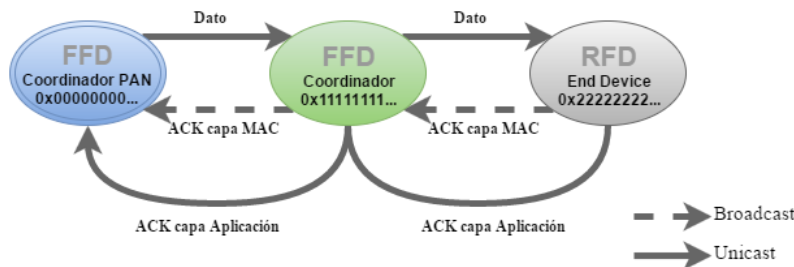 Dato
Dato
FFD
Coordinador PAN
0x00000000...
FFD
Coordinador
0x11111111...
RFD
End Device
0x22222222...
ACK capa MAC
ACK capa MAC
ACK capa Aplicación
ACK capa Aplicación
Broadcast
Unicast